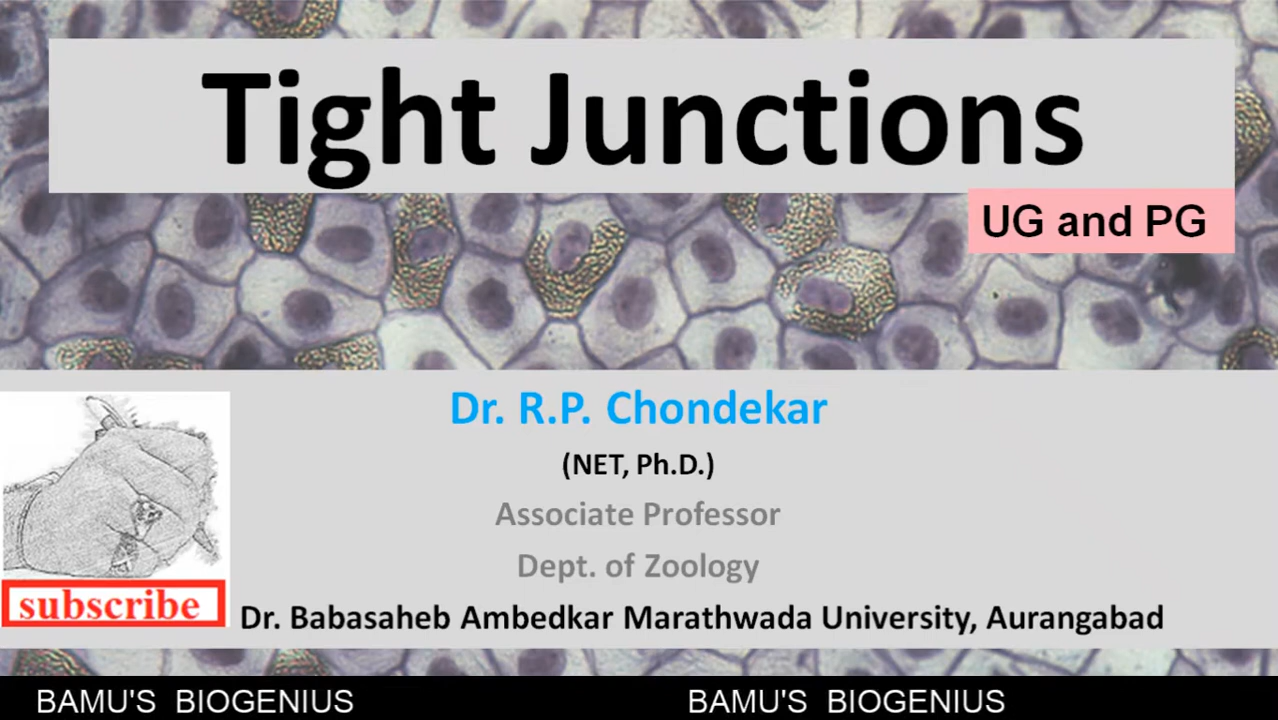 Tight Junctions
UG and PG
Dr. R.P. Chondekar
(NET, Ph.D.)
Associate Professor
Dept. of Zoology
subscribe
Dr. Babasaheb Ambedkar Marathwada University, Aurangabad
BAMU'S BIOGENIUS
BAMU'S BIOGENIUS